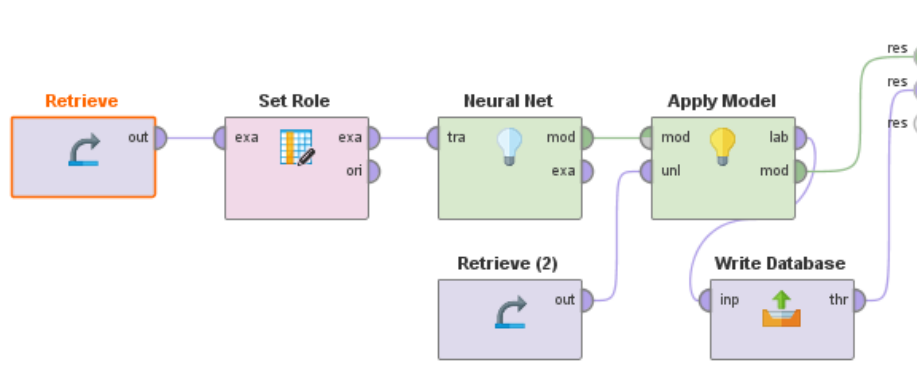 res
Retrieve
Set Role
Neural Net
Apply Model
res
out
exa
exa
tra
mod
mod
lab
res
ori
exa
unl
mod
Retrieve (2)
Write Database
out
inp
thr